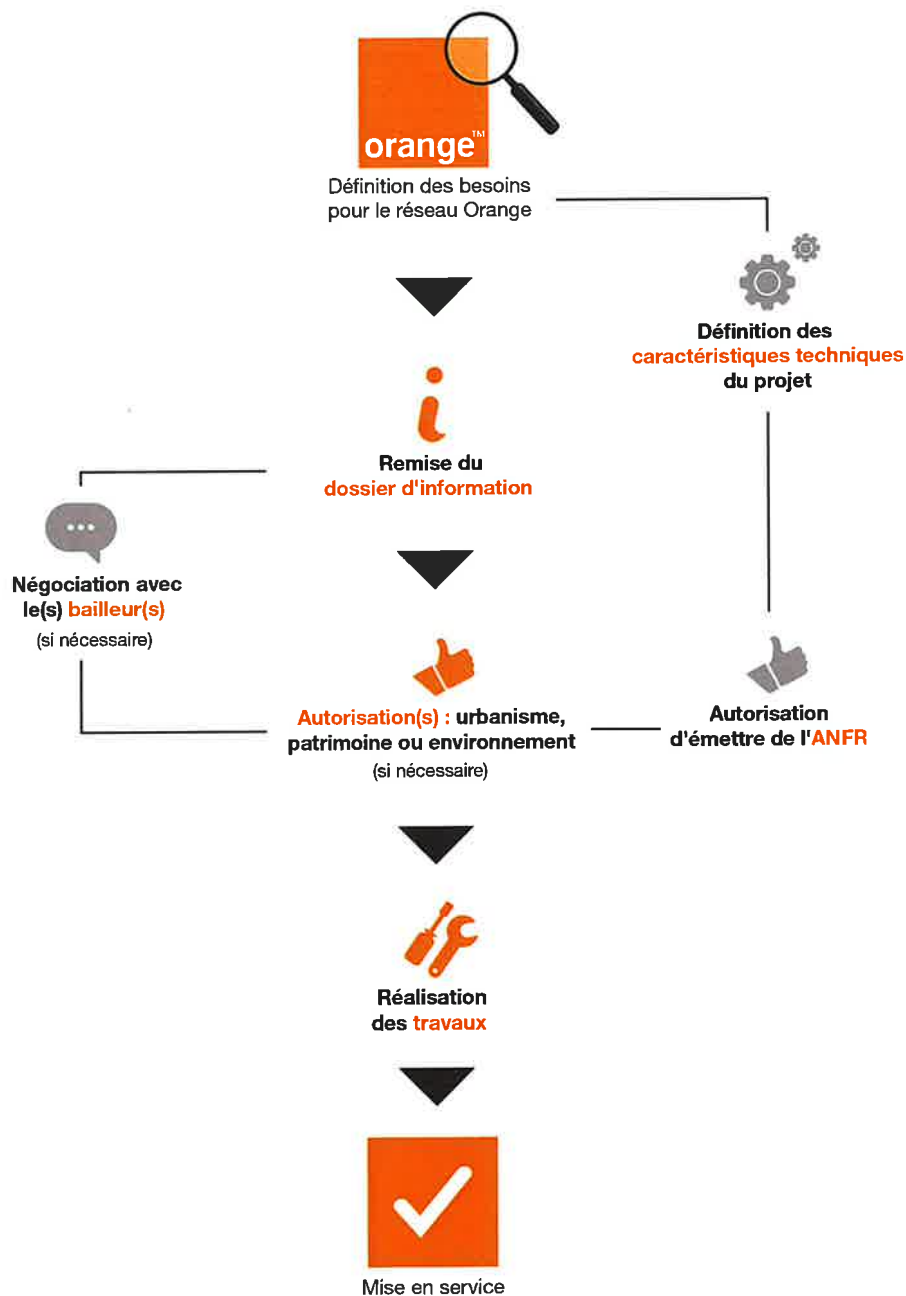 orange™
Définition des besoins
pour le réseau Orange
Définition des
caractéristiques techniques
du projet
Remise du
dossier d'information
Négociation avec
le(s) bailleur(s)
(si nécessaire)
Autorisation(s) : urbanisme,
patrimoine ou environnement
(si nécessaire)
Autorisation
d'émettre de l'ANFR
Réalisation
des travaux
Mise en service